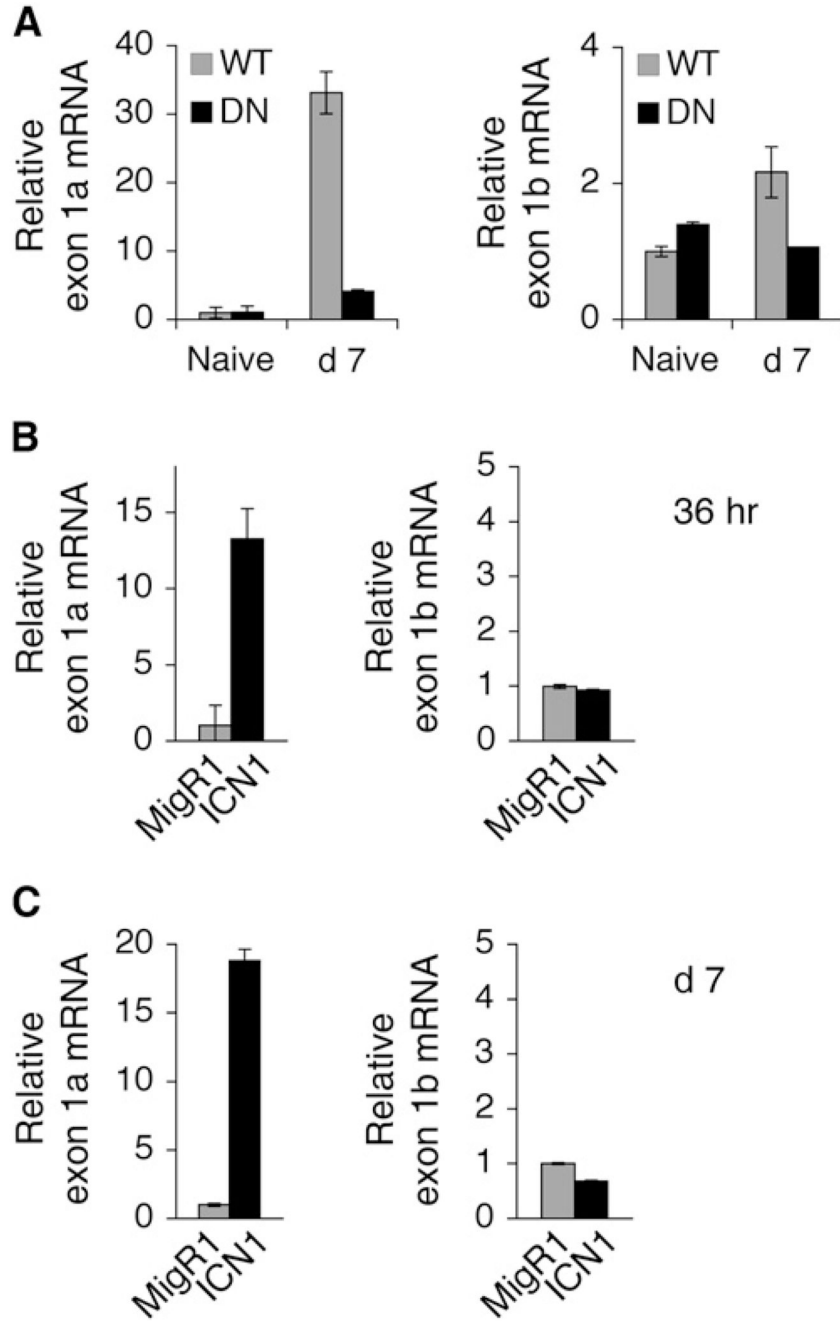 A
Relative
exon 1a mRNA
40
30
20
10
0
WT
DN
Naive
d 7
Relative
exon 1b mRNA
4
2
0
WT
DN
Naive
d 7
B
Relative
exon 1a mRNA
15
10
5
0
MigR1
ICN1
Relative
exon 1b mRNA
5
4
3
2
1
0
MigR1
ICN1
36 hr
C
Relative
exon 1a mRNA
20
15
10
5
0
MigR1
ICN1
Relative
exon 1b mRNA
5
4
3
2
1
0
MigR1
ICN1
d 7